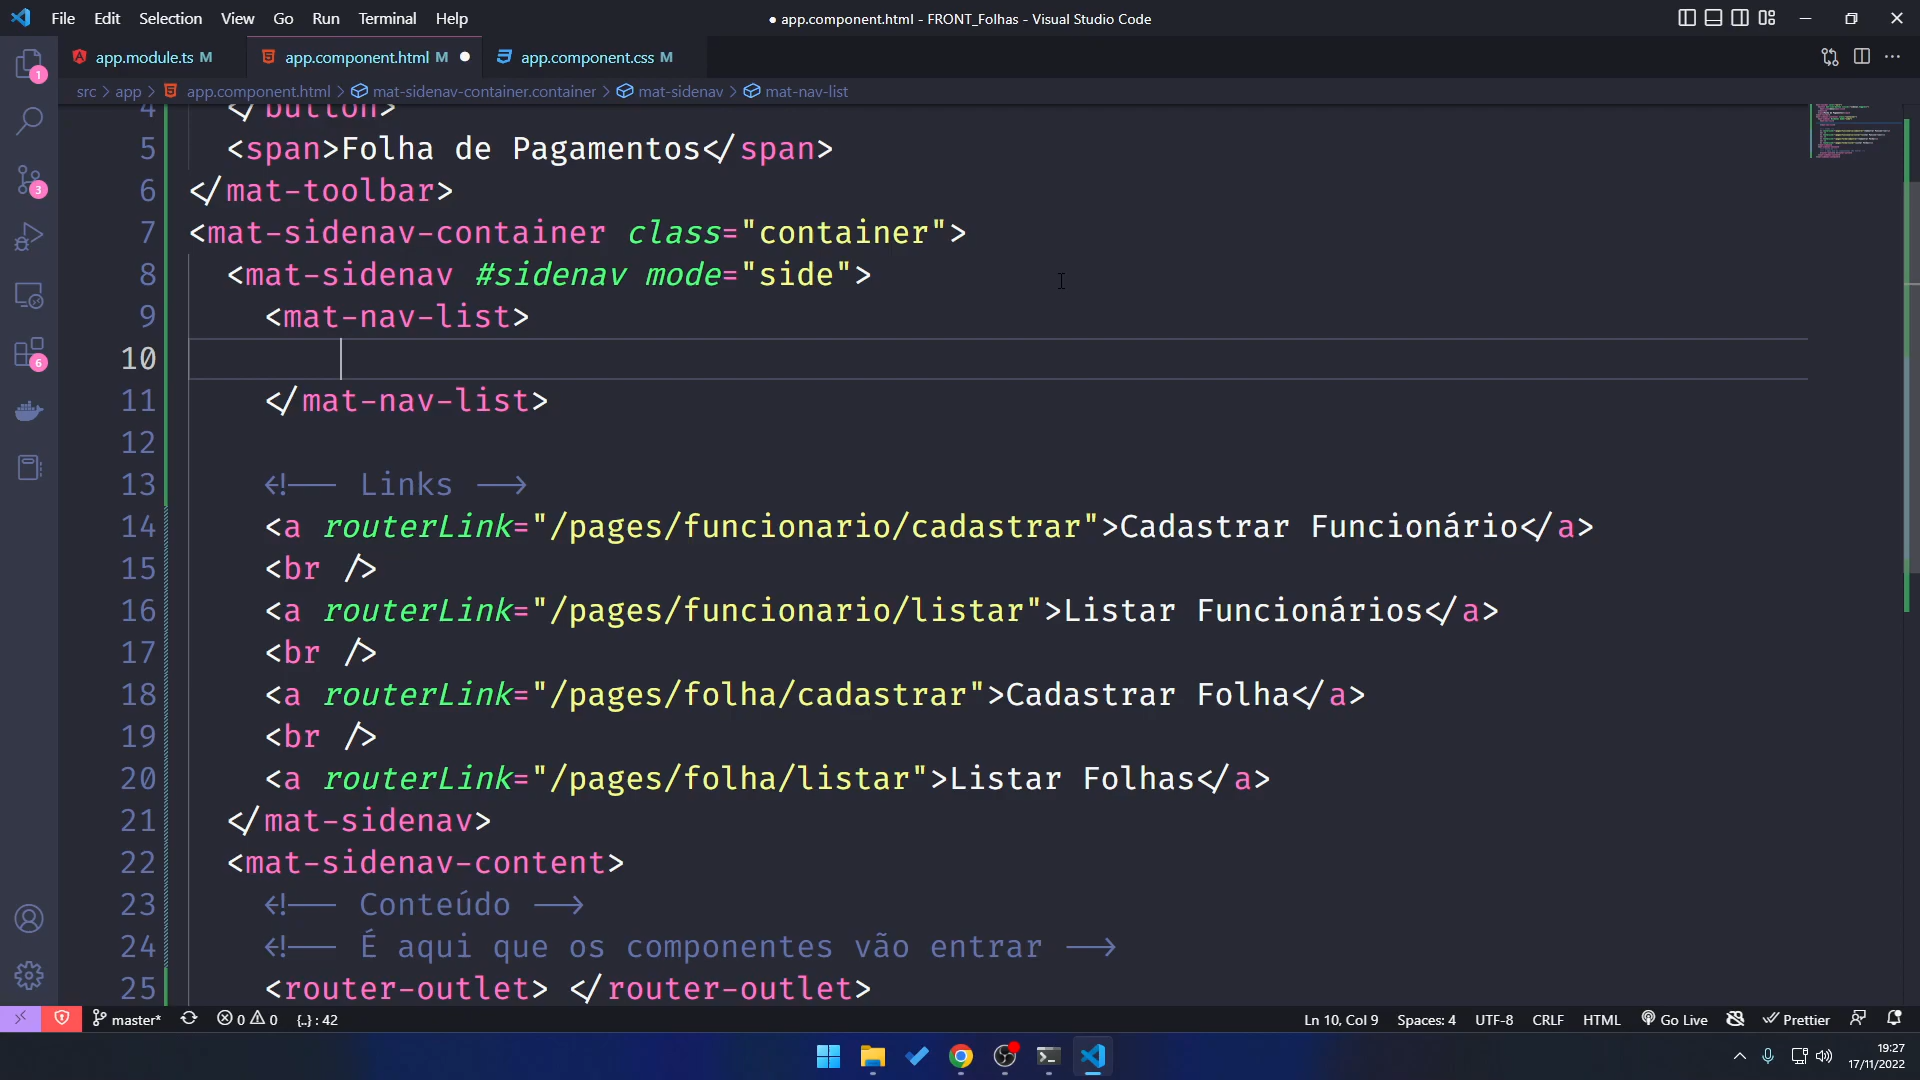 File Edit Selection View Go Run Terminal Help
● app.component.html - FRONT_Folhas - Visual Studio Code
app.module.ts M
app.component.html M ●
app.component.css M
src > app > app.component.html > mat-sidenav-container.container > mat-sidenav > mat-nav-list
4 </button>
5 <span>Folha de Pagamentos</span>
6 </mat-toolbar>
7 <mat-sidenav-container class="container">
8 <mat-sidenav #sidenav mode="side">
9 <mat-nav-list>
10
11 </mat-nav-list>
12
13 <!-- Links -->
14 <a routerLink="/pages/funcionario/cadastrar">Cadastrar Funcionário</a>
15 <br />
16 <a routerLink="/pages/funcionario/listar">Listar Funcionários</a>
17 <br />
18 <a routerLink="/pages/folha/cadastrar">Cadastrar Folha</a>
19 <br />
20 <a routerLink="/pages/folha/listar">Listar Folhas</a>
21 </mat-sidenav>
22 <mat-sidenav-content>
23 <!-- Conteúdo -->
24 <!-- É aqui que os componentes vão entrar -->
25 <router-outlet> </router-outlet>
1
3
6
master* 0 0 {..} : 42
Ln 10, Col 9 Spaces: 4 UTF-8 CRLF HTML Go Live Prettier
19:27
17/11/2022